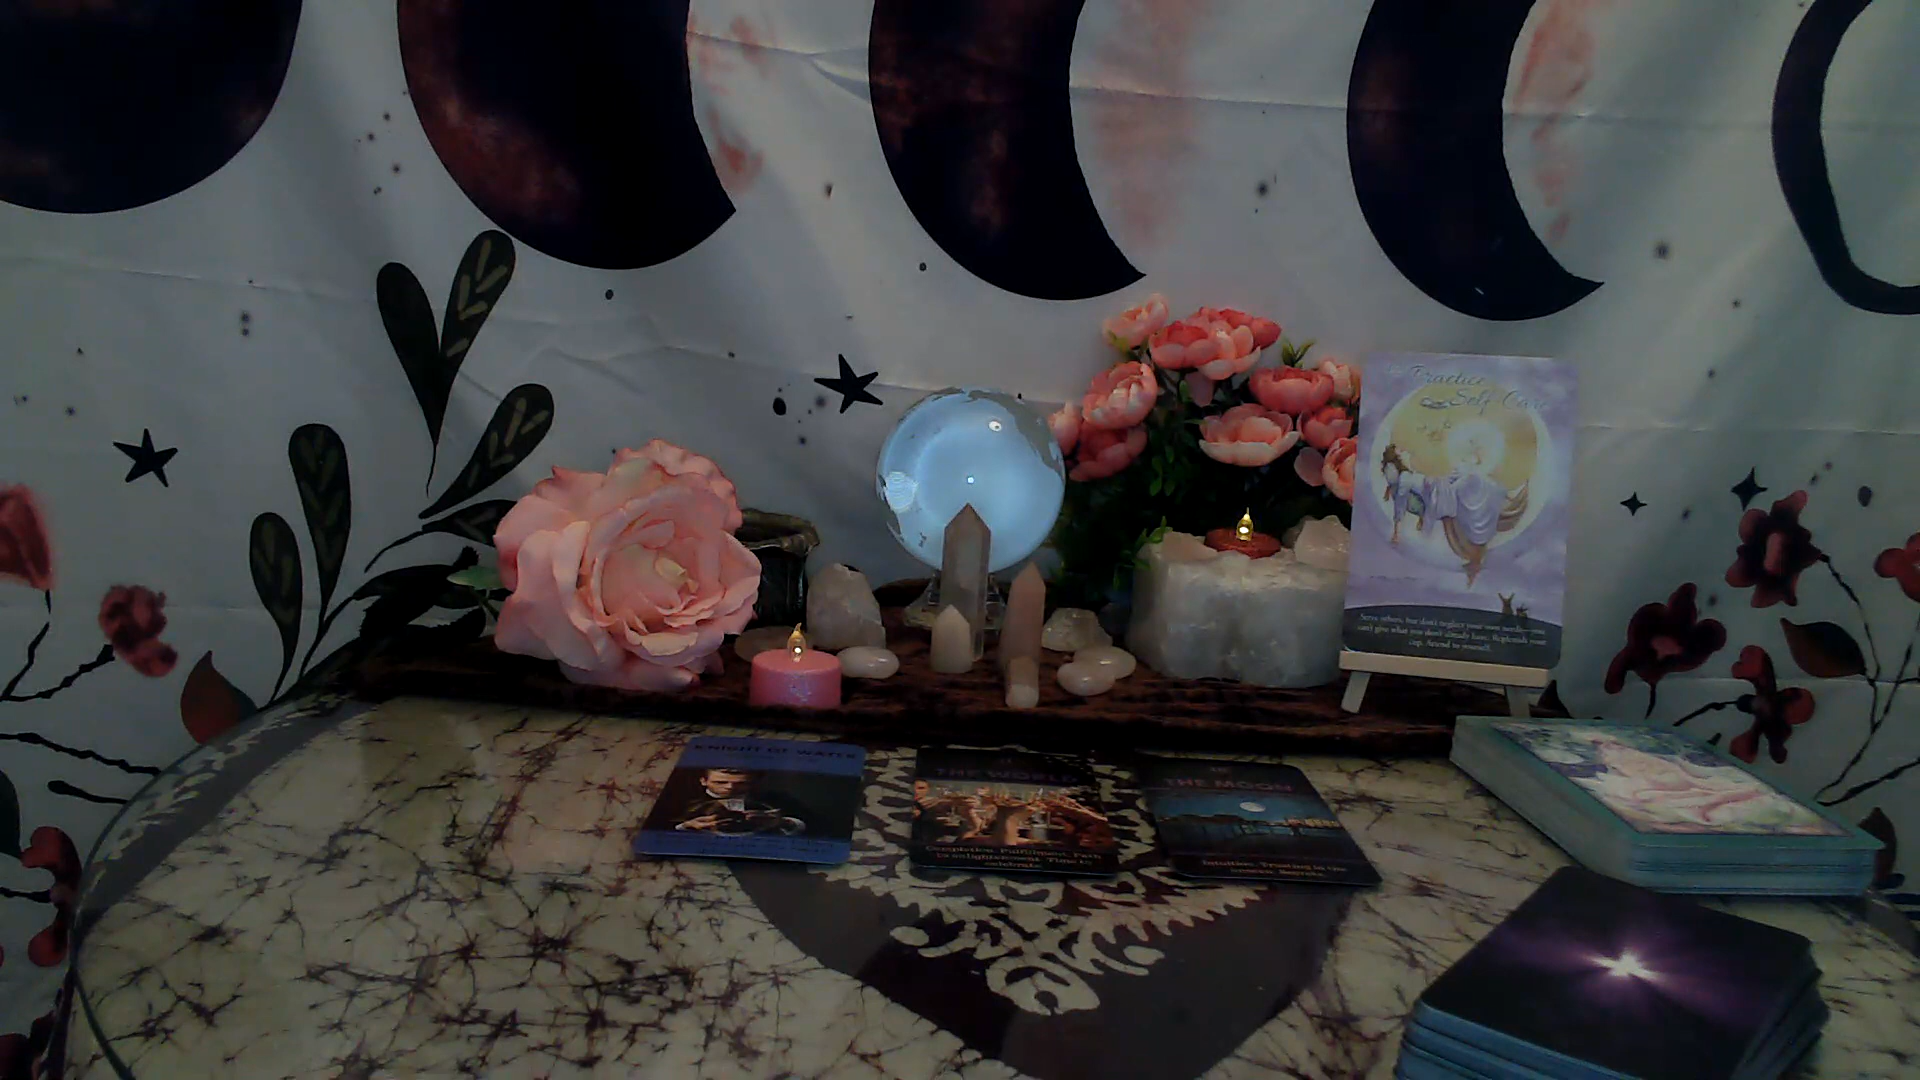 Practice
Self-Care
Serve others, but don't neglect your own needs—you
can't give what you don't already have. Replenish your
cup. Attend to yourself.
KNIGHT OF WATER
THE WORLD
Completion. Fulfillment. Path
to enlightenment. Time to
celebrate.
THE MOON
Intuition. Trusting in the